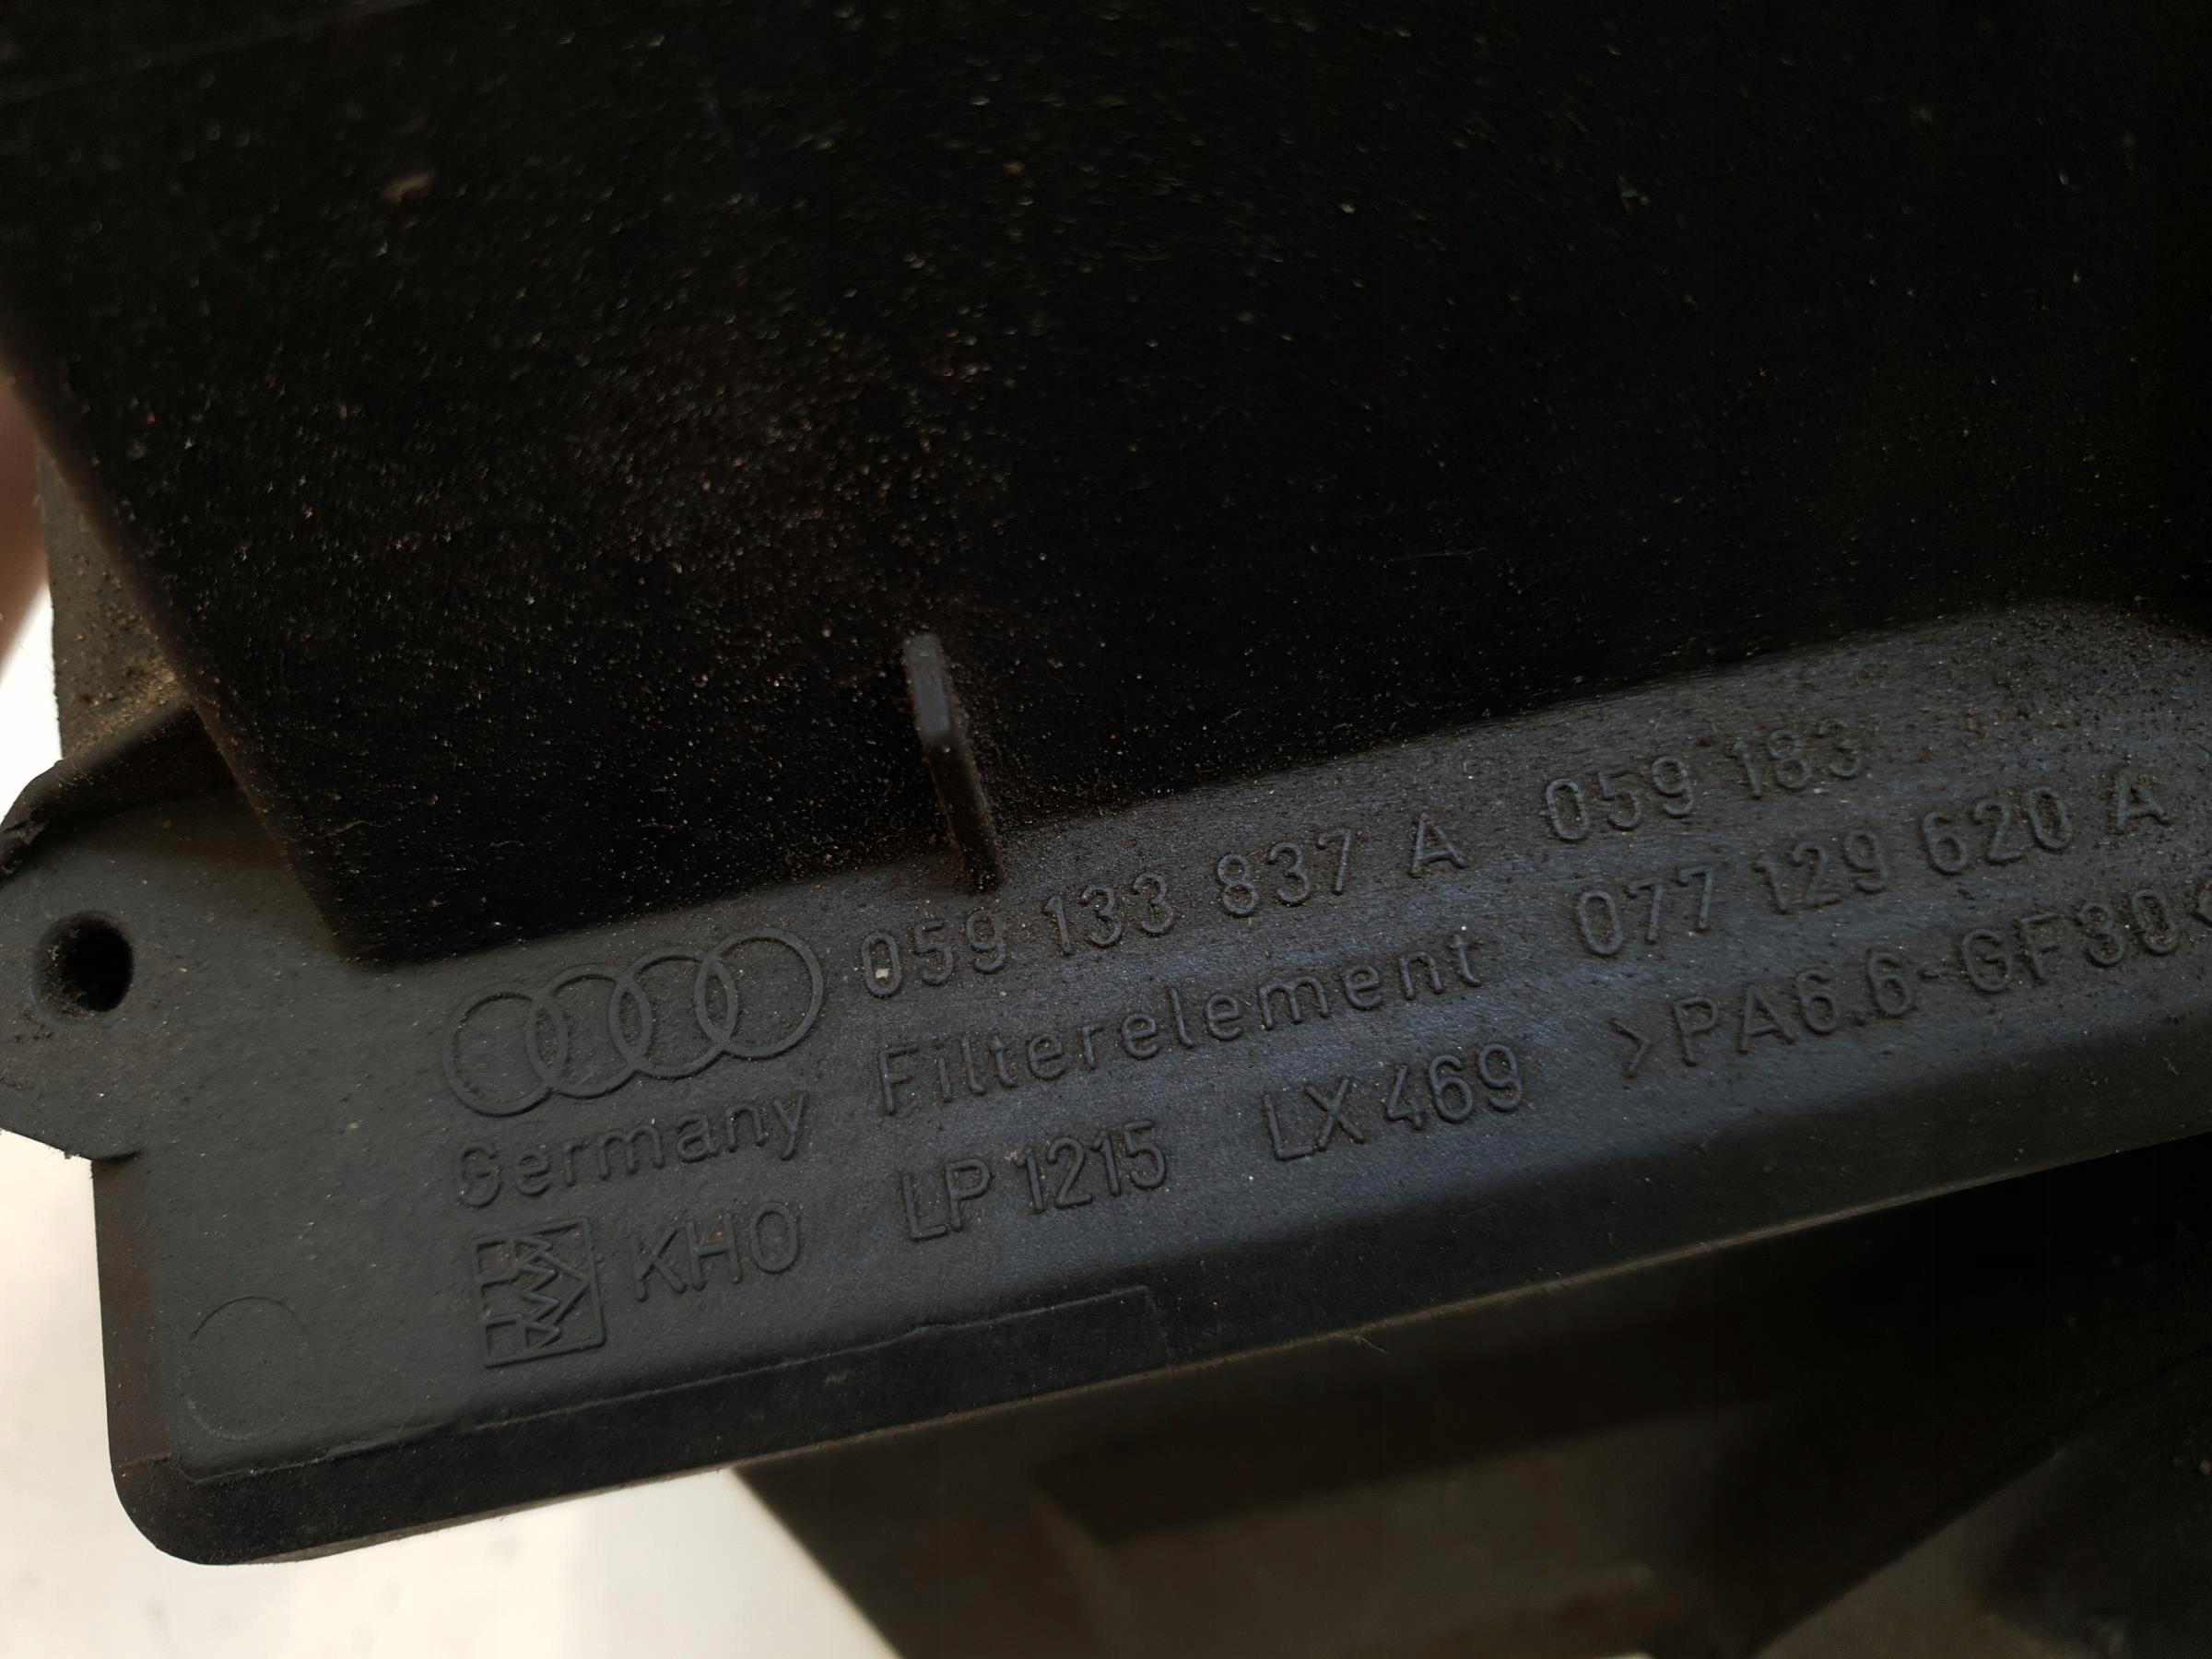 059 133 837 A 059 183
Germany Filterelement 077 129 620 A
KHO LP 1215 LX 469 >PA6.6-GF30<